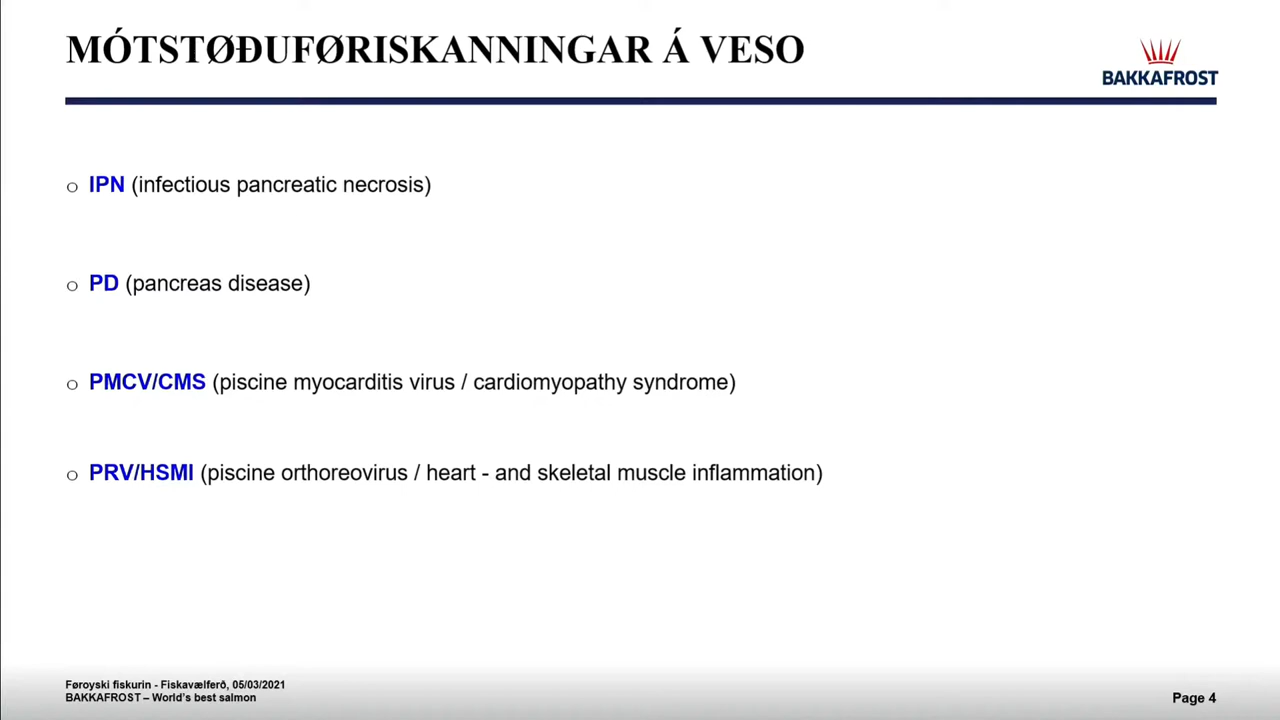 MÓTSTØÐUFØRISKANNINGAR Á VESO
BAKKAFROST
o IPN (infectious pancreatic necrosis)
o PD (pancreas disease)
o PMCV/CMS (piscine myocarditis virus / cardiomyopathy syndrome)
o PRV/HSMI (piscine orthoreovirus / heart - and skeletal muscle inflammation)
Føroyski fiskurin - Fiskavælferð, 05/03/2021
BAKKAFROST – World's best salmon
Page 4